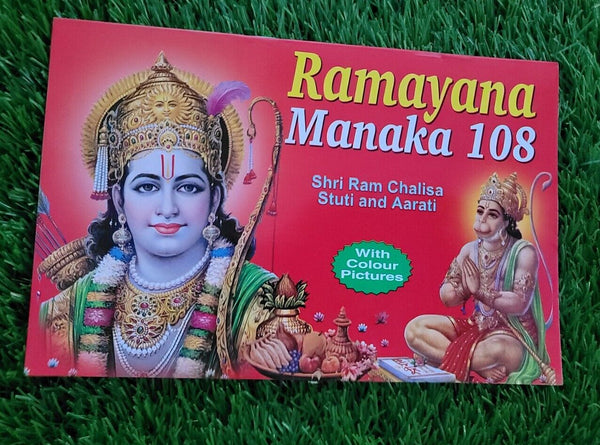 Ramayana
Manaka 108
Shri Ram Chalisa
Stuti and Aarati
With
Colour
Pictures